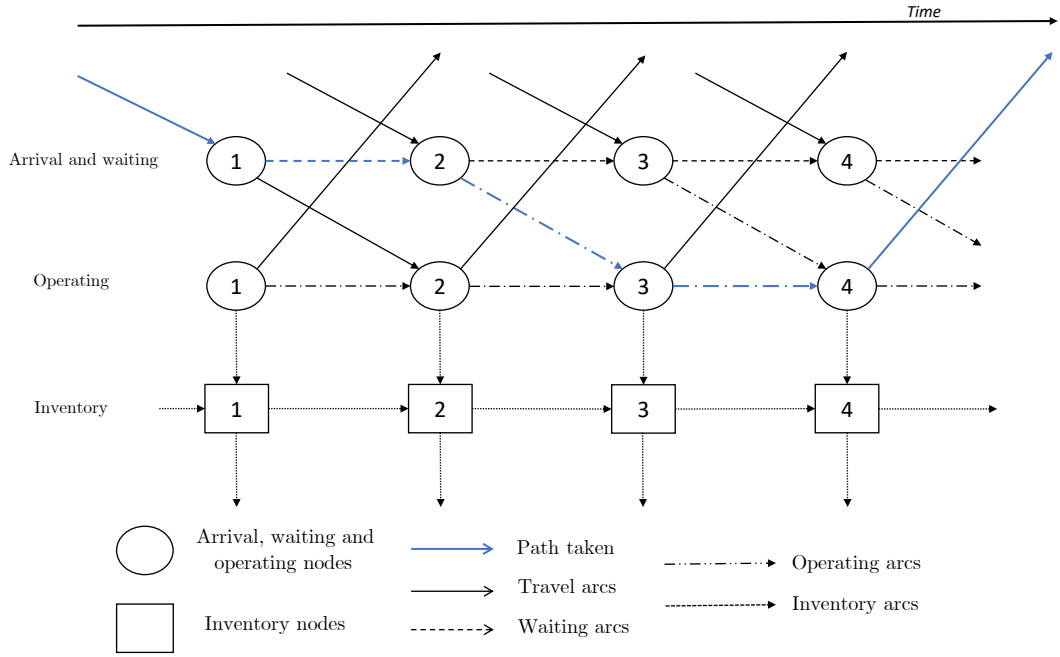 Time
Arrival and waiting
1
2
3
4
Operating
1
2
3
4
Inventory
1
2
3
4
Arrival, waiting and
operating nodes
Inventory nodes
Path taken
Travel arcs
Waiting arcs
Operating arcs
Inventory arcs